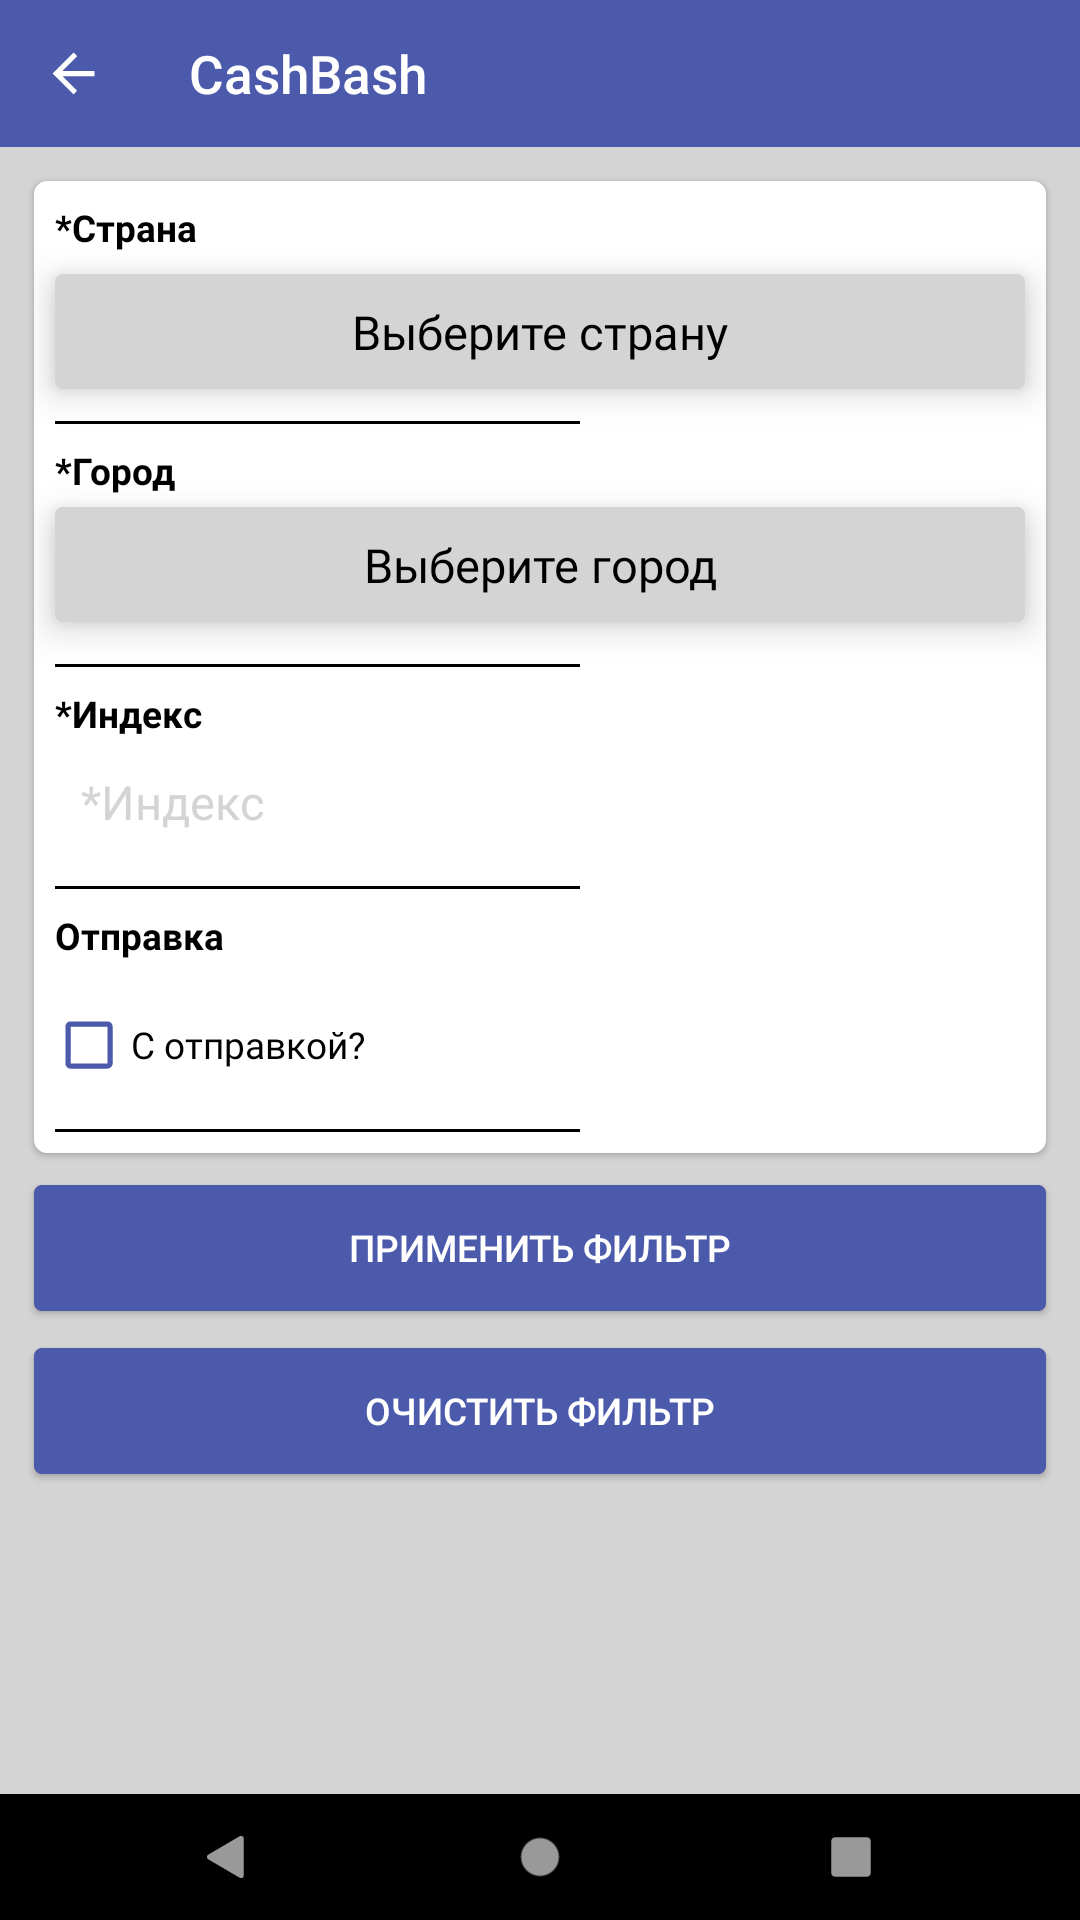 CashBash
*Страна
Выберите страну
*Город
Выберите город
*Индекс
*Индекс
Отправка
С отправкой?
ПРИМЕНИТЬ ФИЛЬТР
ОЧИСТИТЬ ФИЛЬТР